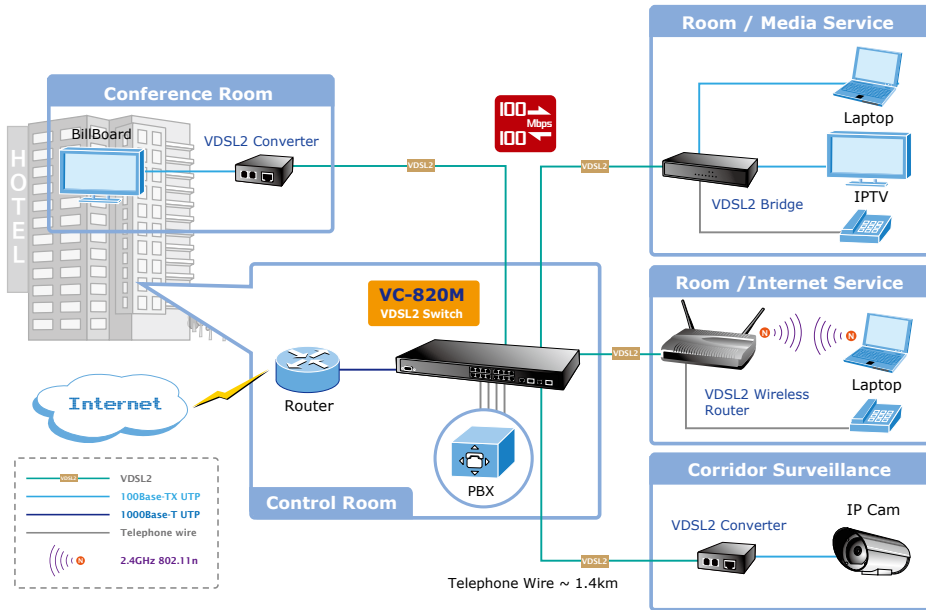 Room / Media Service
Laptop
IPTV
VDSL2 Bridge
VDSL2
100
Mbps
100
Conference Room
BillBoard
VDSL2 Converter
VDSL2
HOTEL
VC-820M
VDSL2 Switch
Router
Internet
PBX
Control Room
Room /Internet Service
VDSL2
N
N
Laptop
VDSL2 Wireless
Router
Corridor Surveillance
VDSL2 Converter
IP Cam
VDSL2
Telephone Wire ~ 1.4km
VDSL2
VDSL2
100Base-TX UTP
1000Base-T UTP
Telephone wire
N
2.4GHz 802.11n